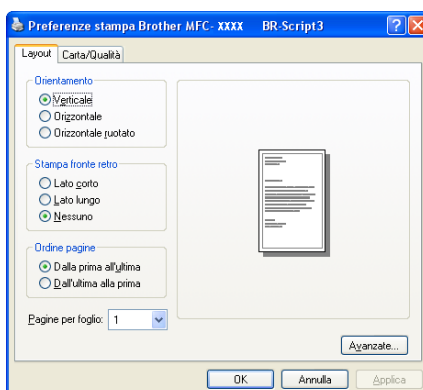 Preferenze stampa Brother MFC- XXXX BR-Script3
Layout Carta/Qualità
Orientamento
Verticale
Orizzontale
Orizzontale ruotato
Stampa fronte retro
Lato corto
Lato lungo
Nessuno
Ordine pagine
Dalla prima all'ultima
Dall'ultima alla prima
Pagine per foglio: 1
Avanzate...
OK Annulla Applica